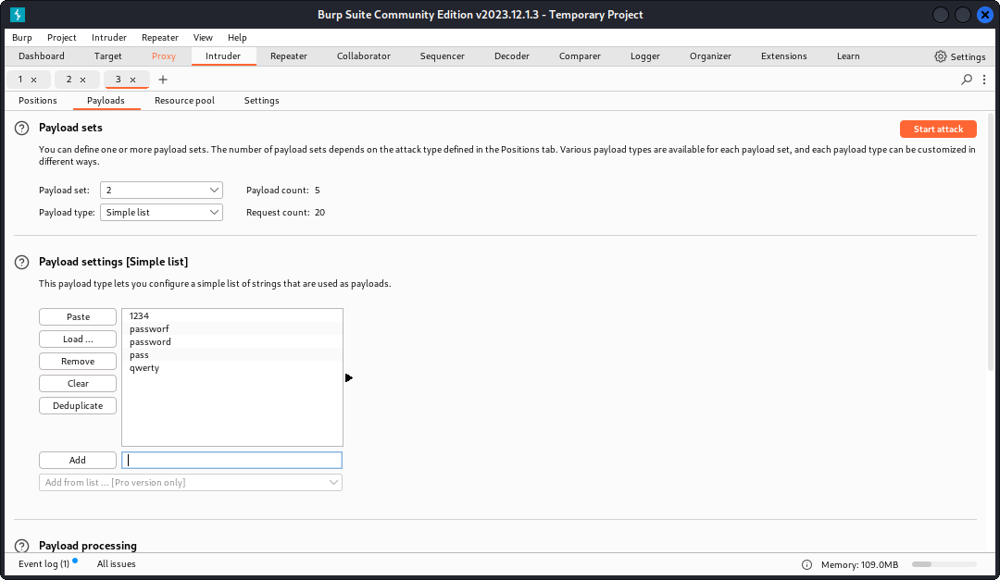 Burp Suite Community Edition v2023.12.1.3 - Temporary Project
Burp Project Intruder Repeater View Help
Dashboard Target Proxy Intruder Repeater Collaborator Sequencer Decoder Comparer Logger Organizer Extensions Learn Settings
1 × 2 × 3 × +
Positions Payloads Resource pool Settings
? Payload sets
Start attack
You can define one or more payload sets. The number of payload sets depends on the attack type defined in the Positions tab. Various payload types are available for each payload set, and each payload type can be customized in
different ways.
Payload set: 2 Payload count: 5
Payload type: Simple list Request count: 20
? Payload settings [Simple list]
This payload type lets you configure a simple list of strings that are used as payloads.
Paste
Load ...
Remove
Clear
Deduplicate
1234
passworf
password
pass
qwerty
Add
Add from list ... [Pro version only]
? Payload processing
Event log (1) All issues Memory: 109.0MB